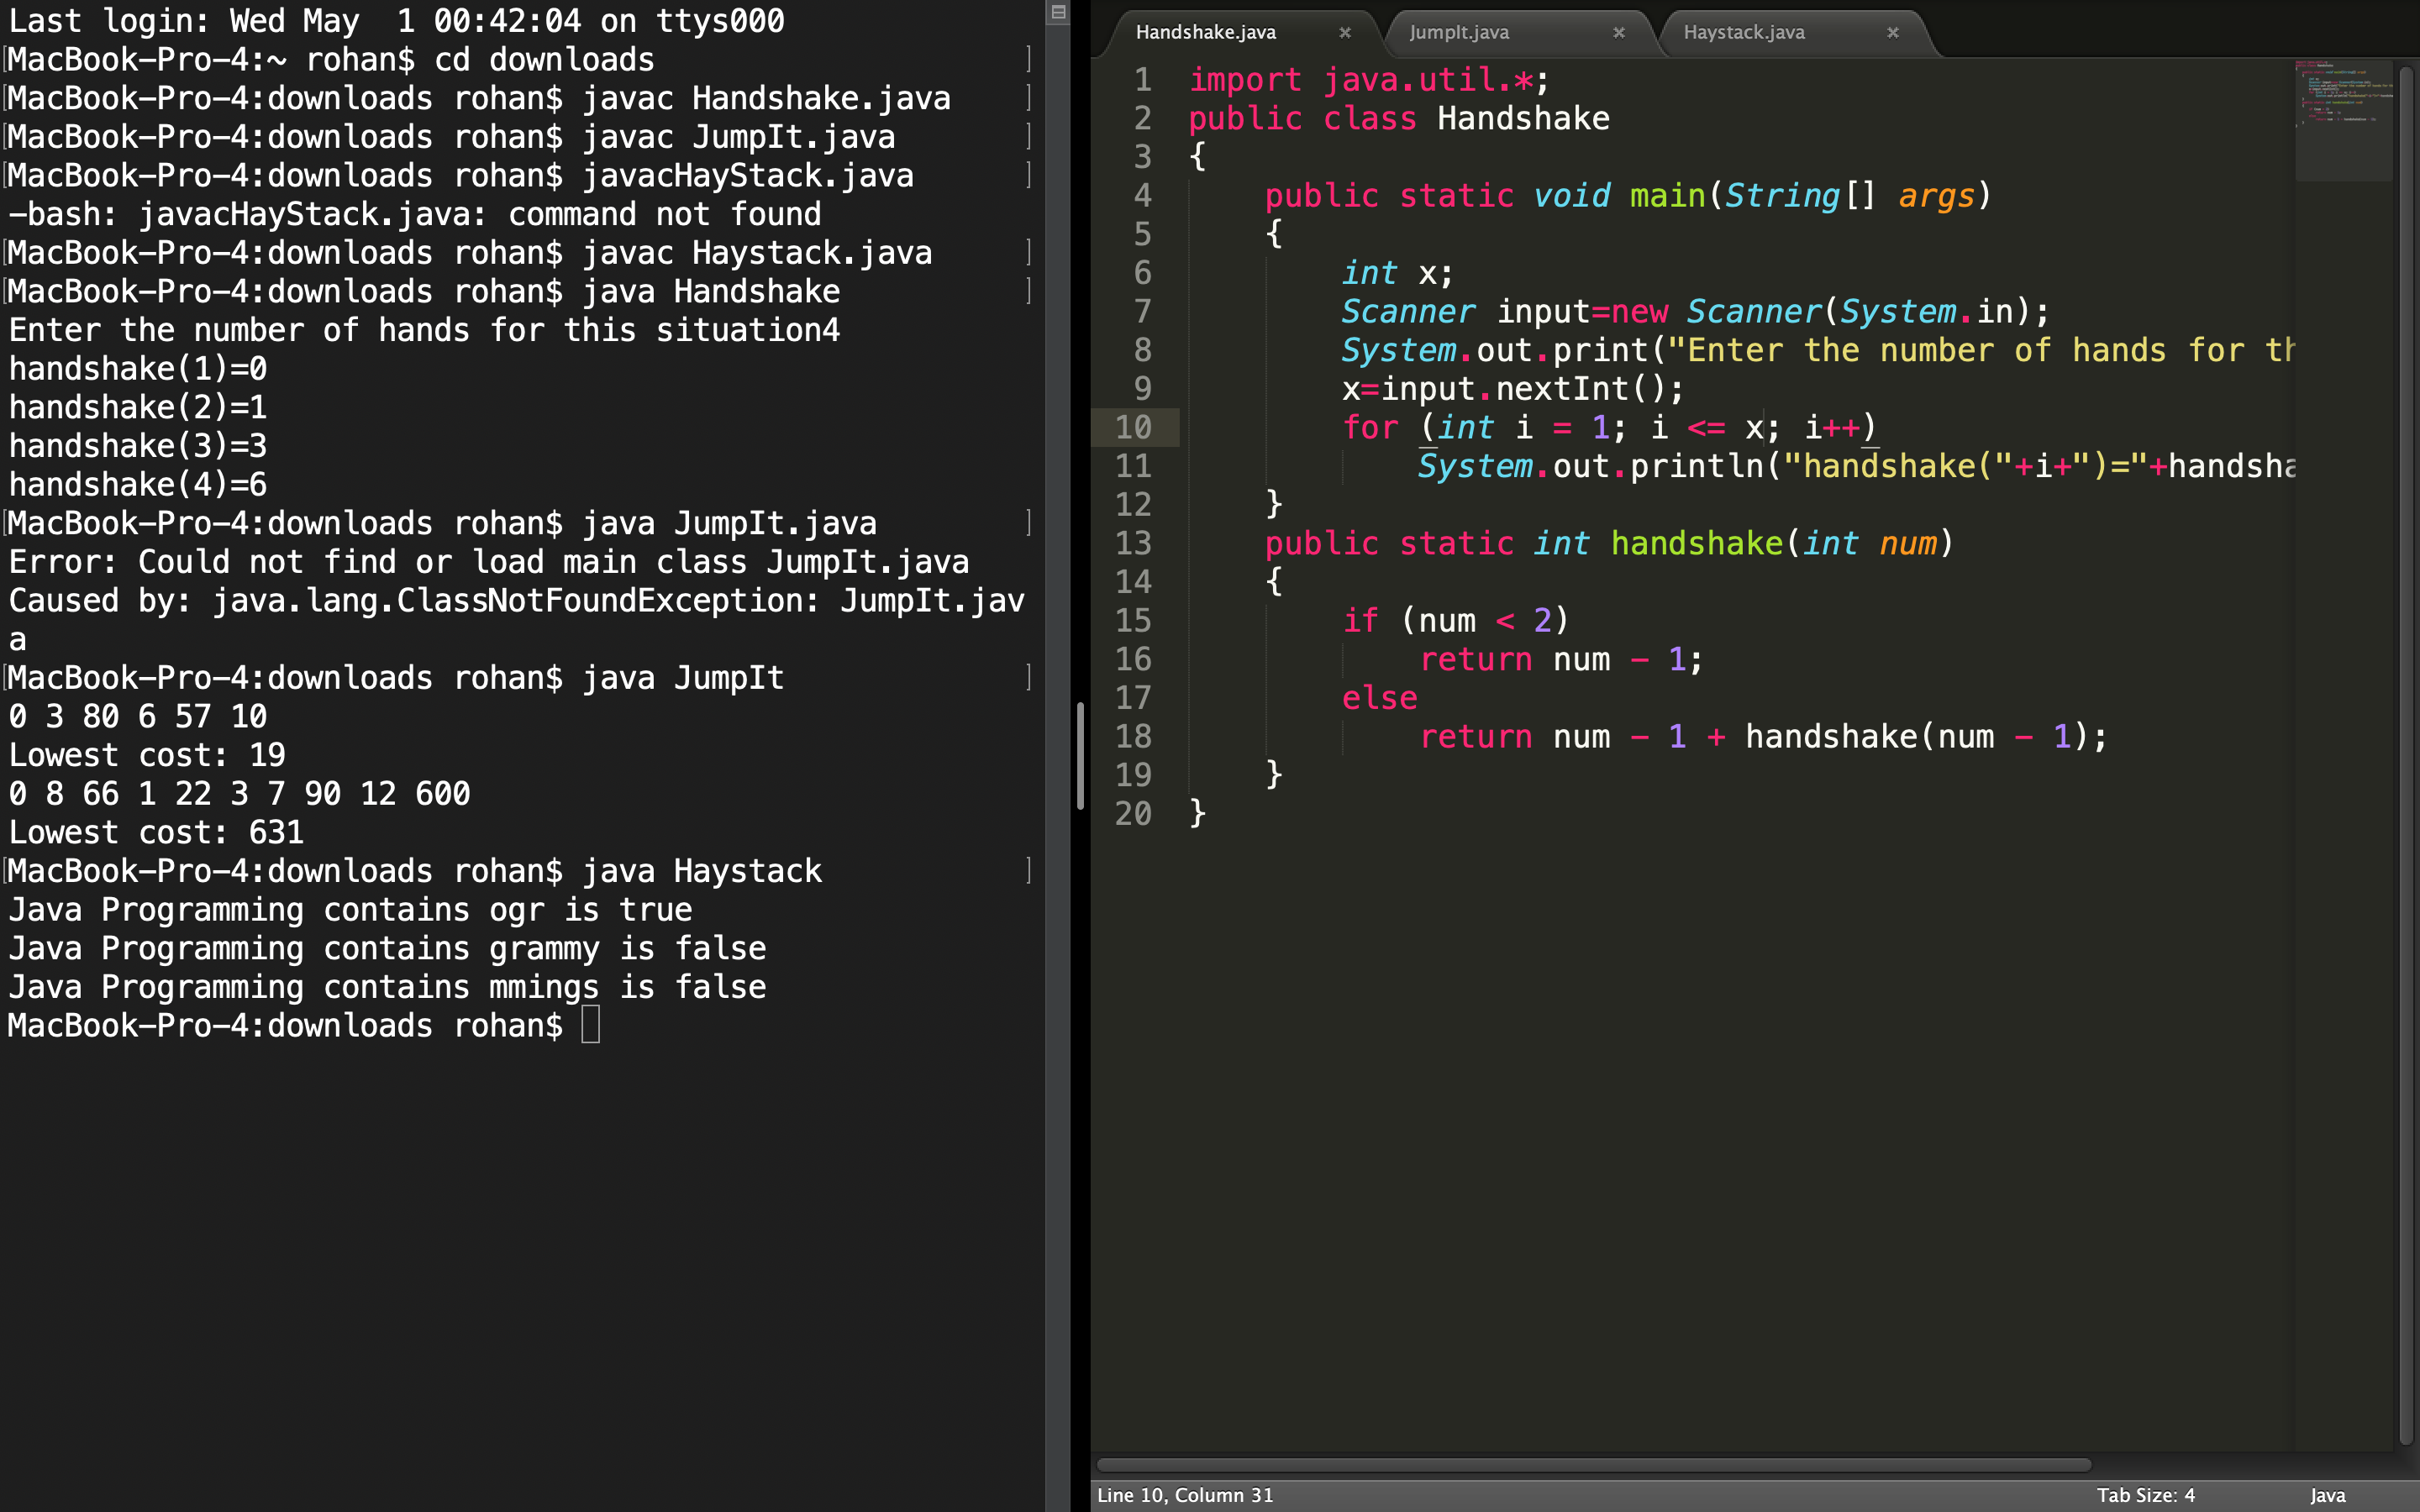 Last login: Wed May  1 00:42:04 on ttys000
[MacBook-Pro-4:~ rohan$ cd downloads ]
[MacBook-Pro-4:downloads rohan$ javac Handshake.java ]
[MacBook-Pro-4:downloads rohan$ javac JumpIt.java ]
[MacBook-Pro-4:downloads rohan$ javacHayStack.java ]
-bash: javacHayStack.java: command not found
[MacBook-Pro-4:downloads rohan$ javac Haystack.java ]
[MacBook-Pro-4:downloads rohan$ java Handshake ]
Enter the number of hands for this situation4
handshake(1)=0
handshake(2)=1
handshake(3)=3
handshake(4)=6
[MacBook-Pro-4:downloads rohan$ java JumpIt.java ]
Error: Could not find or load main class JumpIt.java
Caused by: java.lang.ClassNotFoundException: JumpIt.jav
a
[MacBook-Pro-4:downloads rohan$ java JumpIt ]
0 3 80 6 57 10
Lowest cost: 19
0 8 66 1 22 3 7 90 12 600
Lowest cost: 631
[MacBook-Pro-4:downloads rohan$ java Haystack ]
Java Programming contains ogr is true
Java Programming contains grammy is false
Java Programming contains mmings is false
MacBook-Pro-4:downloads rohan$
Handshake.java × JumpIt.java × Haystack.java ×
1 import java.util.*;
2 public class Handshake
3 {
4     public static void main(String[] args)
5     {
6         int x;
7         Scanner input=new Scanner(System.in);
8         System.out.print("Enter the number of hands for th
9         x=input.nextInt();
10         for (int i = 1; i <= x; i++)
11             System.out.println("handshake("+i+")="+handsha
12     }
13     public static int handshake(int num)
14     {
15         if (num < 2)
16             return num - 1;
17         else
18             return num - 1 + handshake(num - 1);
19     }
20 }
Line 10, Column 31 Tab Size: 4 Java